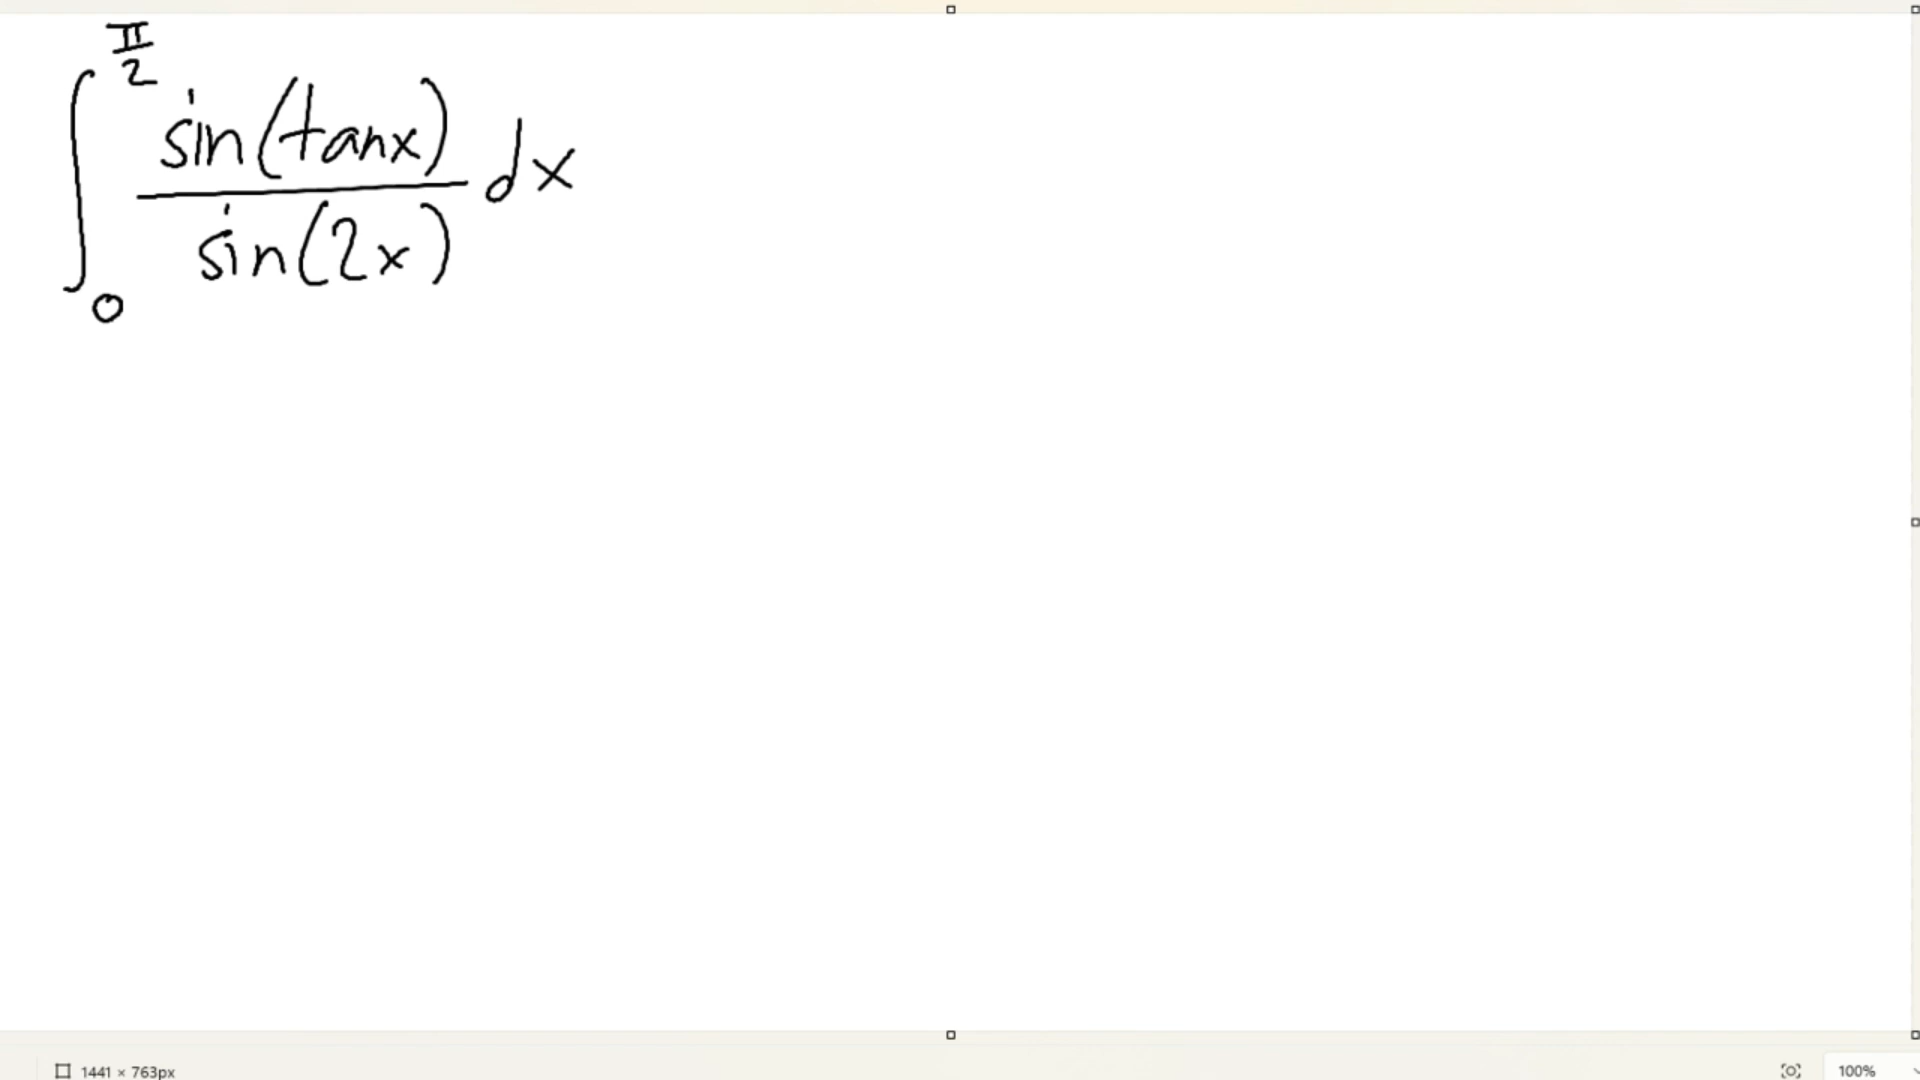 ∫₀^(π/2) sin(tanx)/sin(2x) dx
1441 × 763px 100%